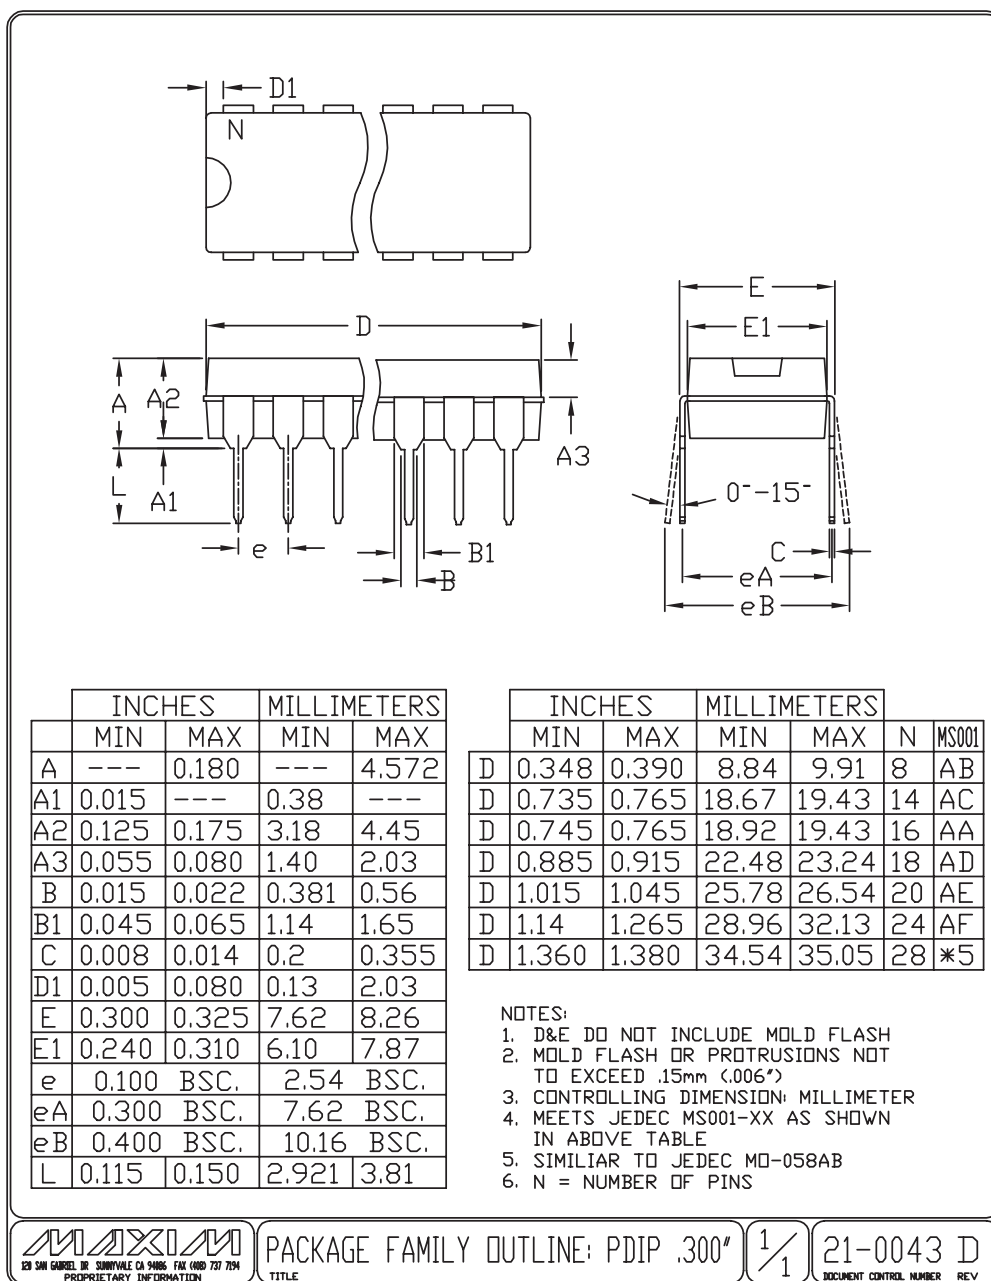 D1
N
E
E1
D
A
A2
A3
L
A1
0°-15°
e
B1
B
C
eA
eB
INCHES MILLIMETERS
MIN MAX MIN MAX
A --- 0.180 --- 4.572
A1 0.015 --- 0.38 ---
A2 0.125 0.175 3.18 4.45
A3 0.055 0.080 1.40 2.03
B 0.015 0.022 0.381 0.56
B1 0.045 0.065 1.14 1.65
C 0.008 0.014 0.2 0.355
D1 0.005 0.080 0.13 2.03
E 0.300 0.325 7.62 8.26
E1 0.240 0.310 6.10 7.87
e 0.100 BSC. 2.54 BSC.
eA 0.300 BSC. 7.62 BSC.
eB 0.400 BSC. 10.16 BSC.
L 0.115 0.150 2.921 3.81
INCHES MILLIMETERS
MIN MAX MIN MAX N MS001
D 0.348 0.390 8.84 9.91 8 AB
D 0.735 0.765 18.67 19.43 14 AC
D 0.745 0.765 18.92 19.43 16 AA
D 0.885 0.915 22.48 23.24 18 AD
D 1.015 1.045 25.78 26.54 20 AE
D 1.14 1.265 28.96 32.13 24 AF
D 1.360 1.380 34.54 35.05 28 *5
NOTES:
1. D&E DO NOT INCLUDE MOLD FLASH
2. MOLD FLASH OR PROTRUSIONS NOT
TO EXCEED .15mm (.006")
3. CONTROLLING DIMENSION: MILLIMETER
4. MEETS JEDEC MS001-XX AS SHOWN
IN ABOVE TABLE
5. SIMILIAR TO JEDEC MO-058AB
6. N = NUMBER OF PINS
MAXIM
120 SAN GABRIEL DR SUNNYVALE CA 94086 FAX (408) 737 7194
PROPRIETARY INFORMATION
PACKAGE FAMILY OUTLINE: PDIP .300"
TITLE
1/1
21-0043 D
DOCUMENT CONTROL NUMBER REV